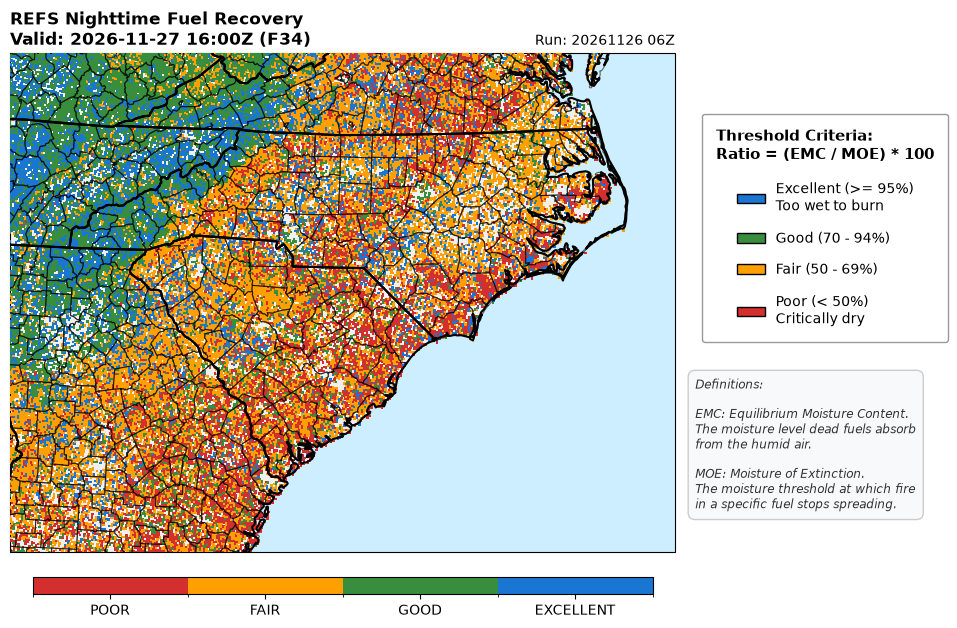 REFS Nighttime Fuel Recovery
Valid: 2026-11-27 16:00Z (F34)
Run: 20261126 06Z
Threshold Criteria:
Ratio = (EMC / MOE) * 100
Excellent (>= 95%)
Too wet to burn
Good (70 - 94%)
Fair (50 - 69%)
Poor (< 50%)
Critically dry
Definitions:
EMC: Equilibrium Moisture Content.
The moisture level dead fuels absorb
from the humid air.
MOE: Moisture of Extinction.
The moisture threshold at which fire
in a specific fuel stops spreading.
POOR FAIR GOOD EXCELLENT